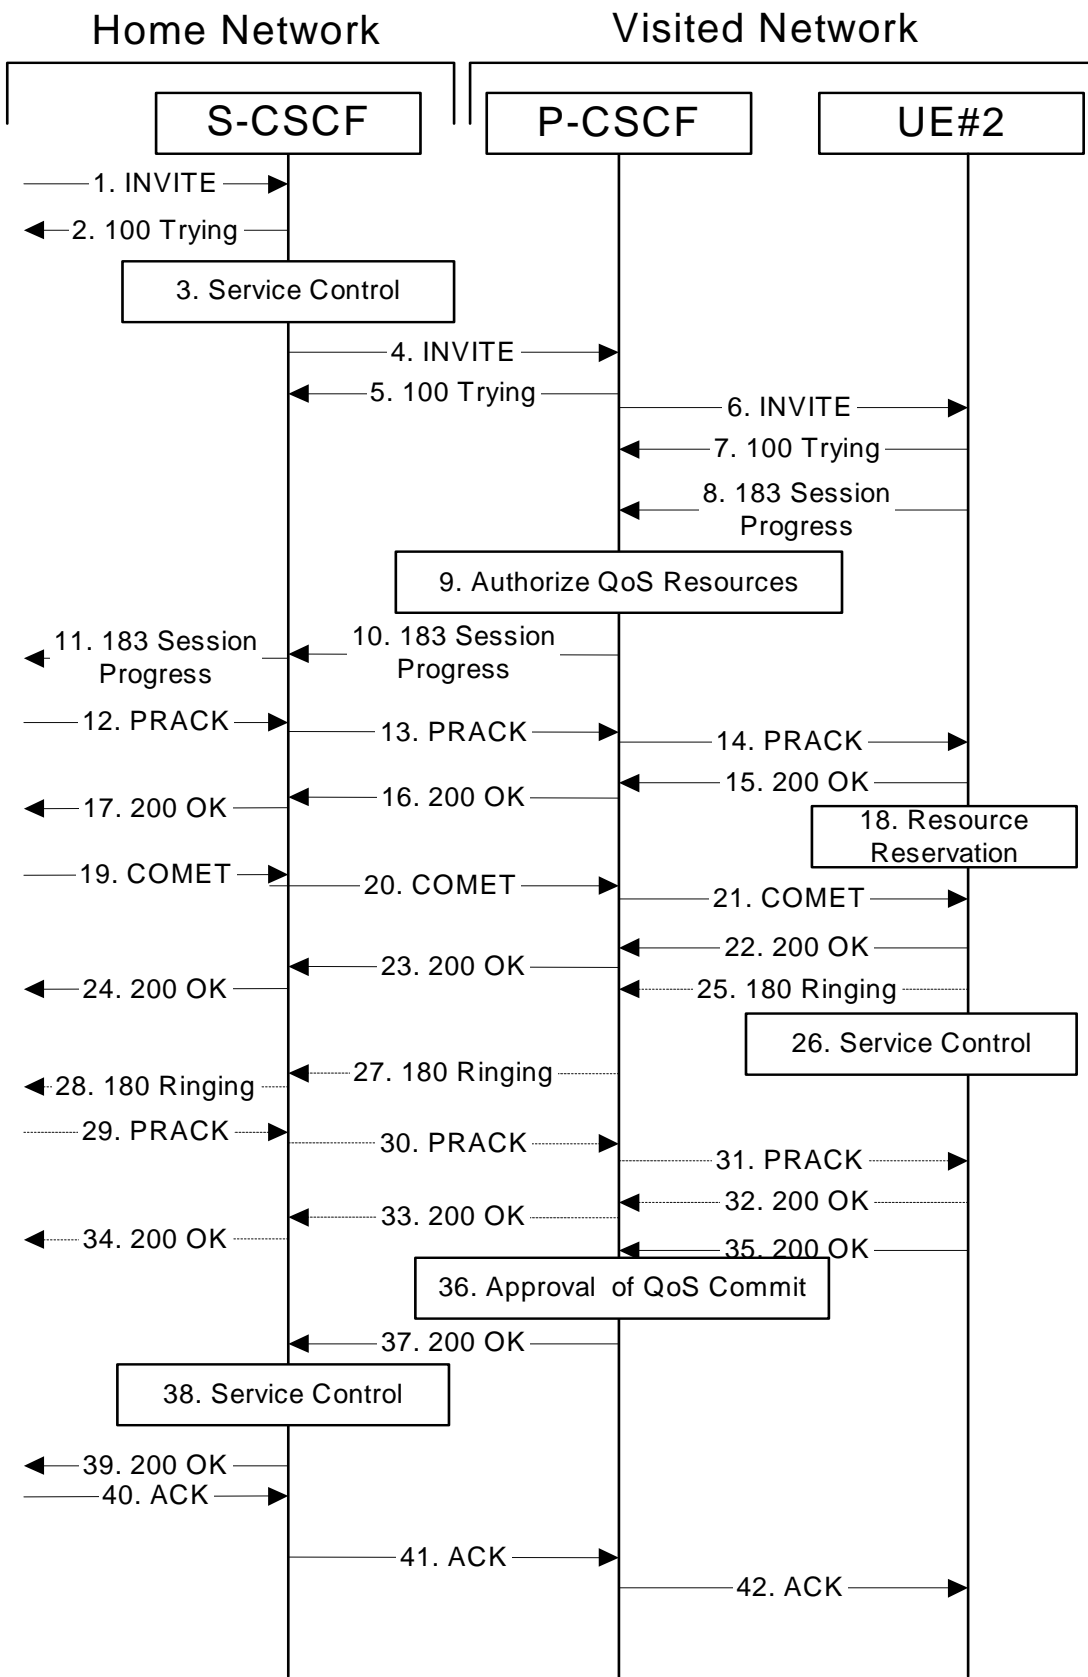 Home Network
Visited Network
S-CSCF
P-CSCF
UE#2
1. INVITE
2. 100 Trying
3. Service Control
4. INVITE
5. 100 Trying
6. INVITE
7. 100 Trying
8. 183 Session
Progress
9. Authorize QoS Resources
10. 183 Session
Progress
11. 183 Session
Progress
12. PRACK
13. PRACK
14. PRACK
15. 200 OK
16. 200 OK
17. 200 OK
18. Resource
Reservation
19. COMET
20. COMET
21. COMET
22. 200 OK
23. 200 OK
24. 200 OK
25. 180 Ringing
26. Service Control
27. 180 Ringing
28. 180 Ringing
29. PRACK
30. PRACK
31. PRACK
32. 200 OK
33. 200 OK
34. 200 OK
35. 200 OK
36. Approval of QoS Commit
37. 200 OK
38. Service Control
39. 200 OK
40. ACK
41. ACK
42. ACK